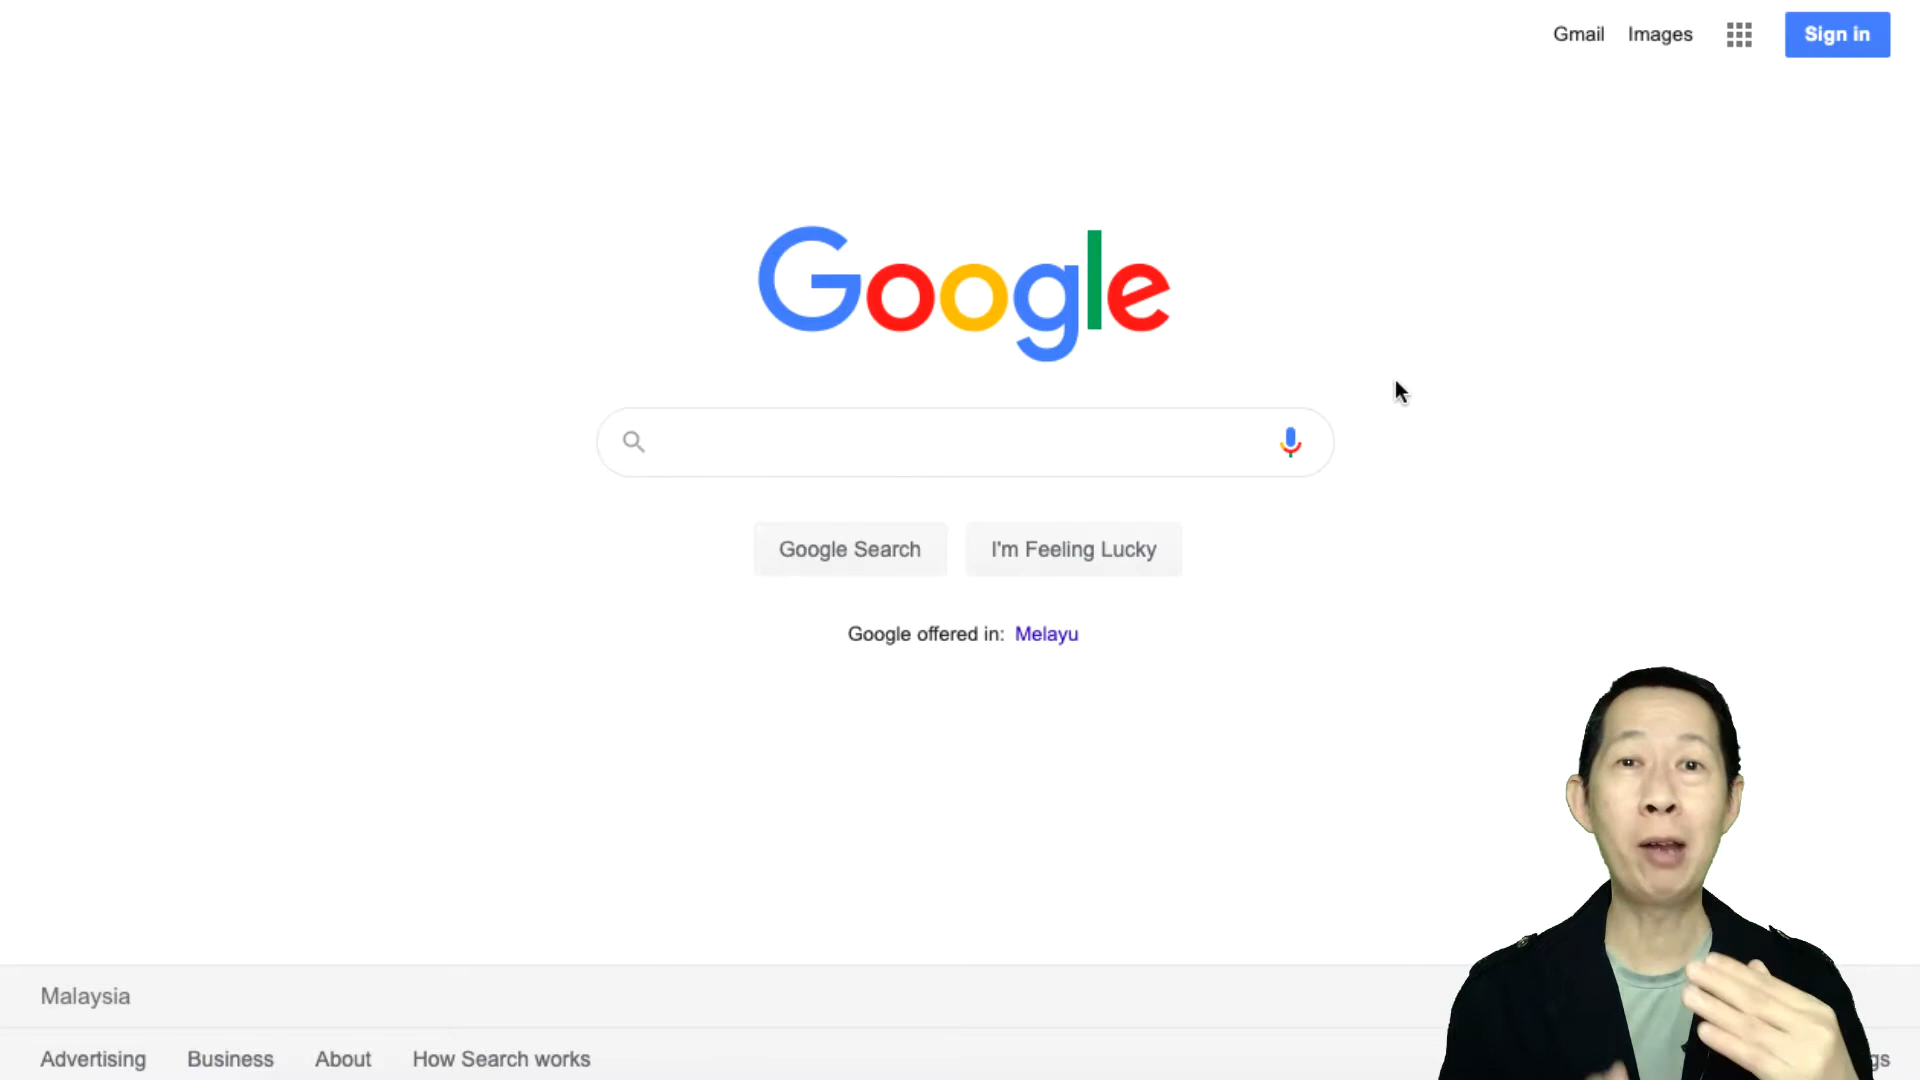 Gmail Images Sign in
Google
Google Search I'm Feeling Lucky
Google offered in: Melayu
Malaysia
Advertising Business About How Search works